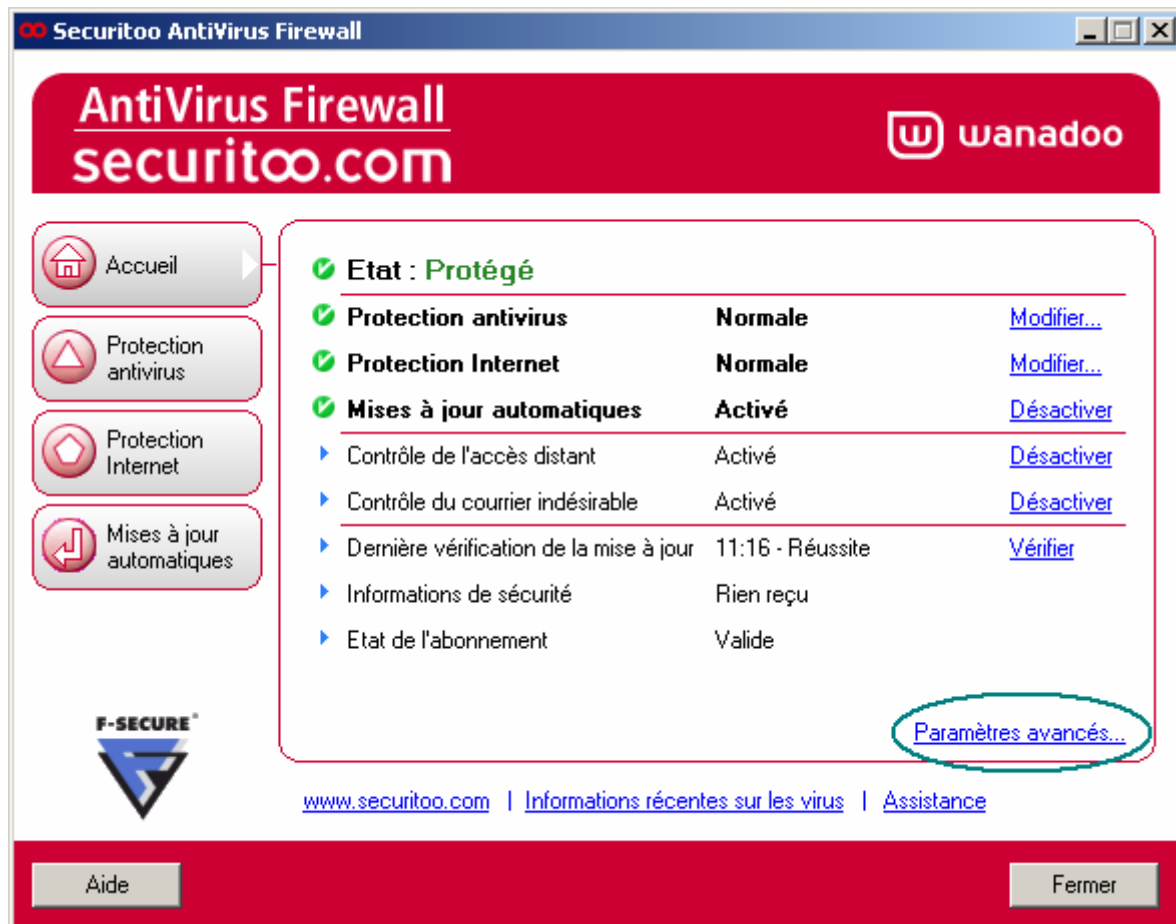 Securitoo AntiVirus Firewall
AntiVirus Firewall
securitoo.com
wanadoo
Accueil
Protection
antivirus
Protection
Internet
Mises à jour
automatiques
F-SECURE®
Etat : Protégé
Protection antivirus Normale Modifier...
Protection Internet Normale Modifier...
Mises à jour automatiques Activé Désactiver
Contrôle de l'accès distant Activé Désactiver
Contrôle du courrier indésirable Activé Désactiver
Dernière vérification de la mise à jour 11:16 - Réussite Vérifier
Informations de sécurité Rien reçu
Etat de l'abonnement Valide
Paramètres avancés...
www.securitoo.com | Informations récentes sur les virus | Assistance
Aide
Fermer